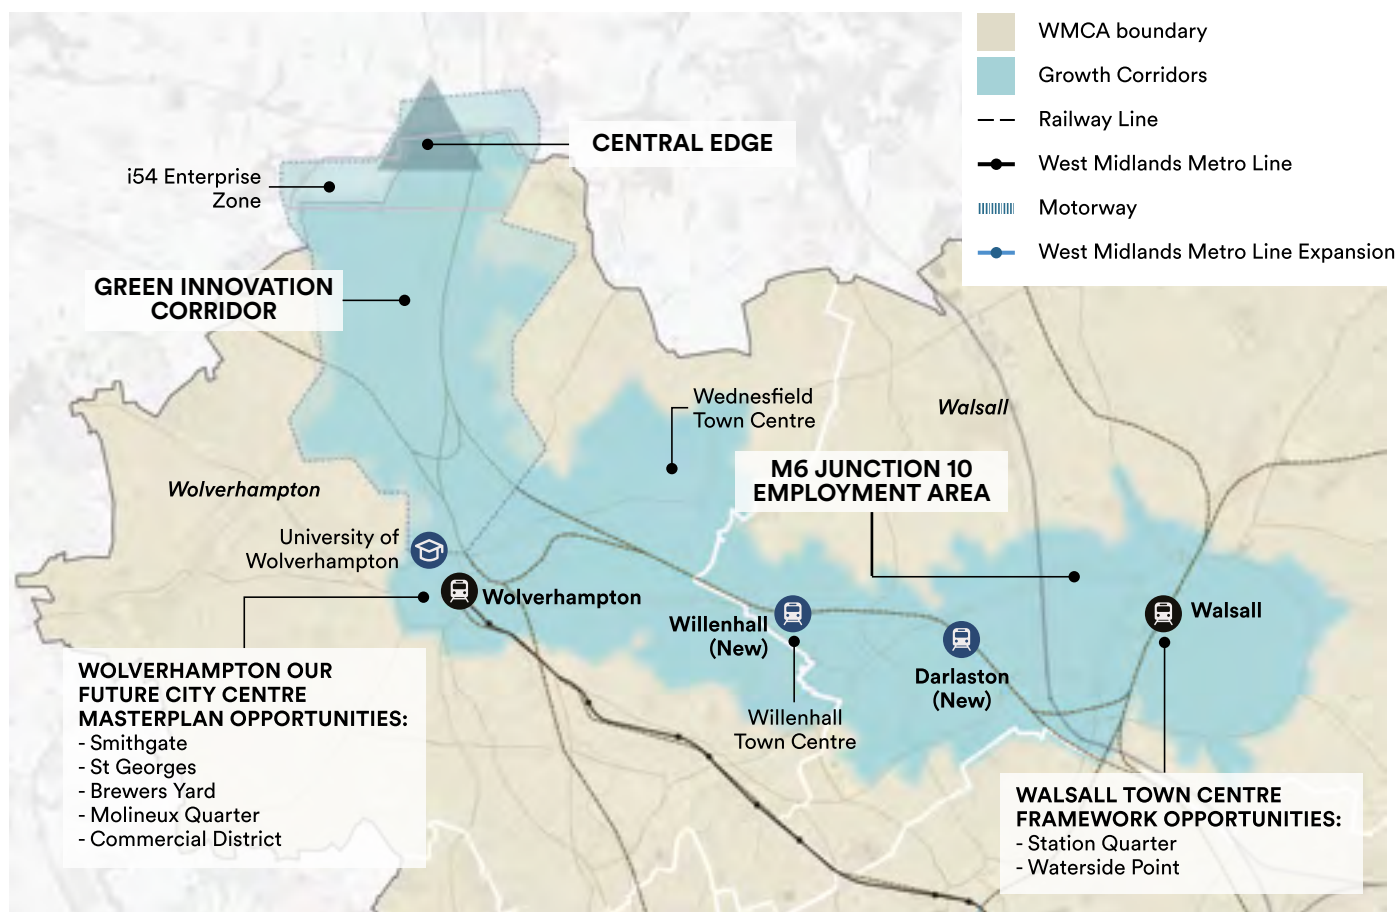 WMCA boundary
Growth Corridors
Railway Line
West Midlands Metro Line
Motorway
West Midlands Metro Line Expansion
CENTRAL EDGE
i54 Enterprise
Zone
GREEN INNOVATION
CORRIDOR
Wednesfield
Town Centre
Walsall
M6 JUNCTION 10
EMPLOYMENT AREA
Wolverhampton
University of
Wolverhampton
Wolverhampton
Willenhall
(New)
Walsall
Darlaston
(New)
Willenhall
Town Centre
WOLVERHAMPTON OUR
FUTURE CITY CENTRE
MASTERPLAN OPPORTUNITIES:
- Smithgate
- St Georges
- Brewers Yard
- Molineux Quarter
- Commercial District
WALSALL TOWN CENTRE
FRAMEWORK OPPORTUNITIES:
- Station Quarter
- Waterside Point